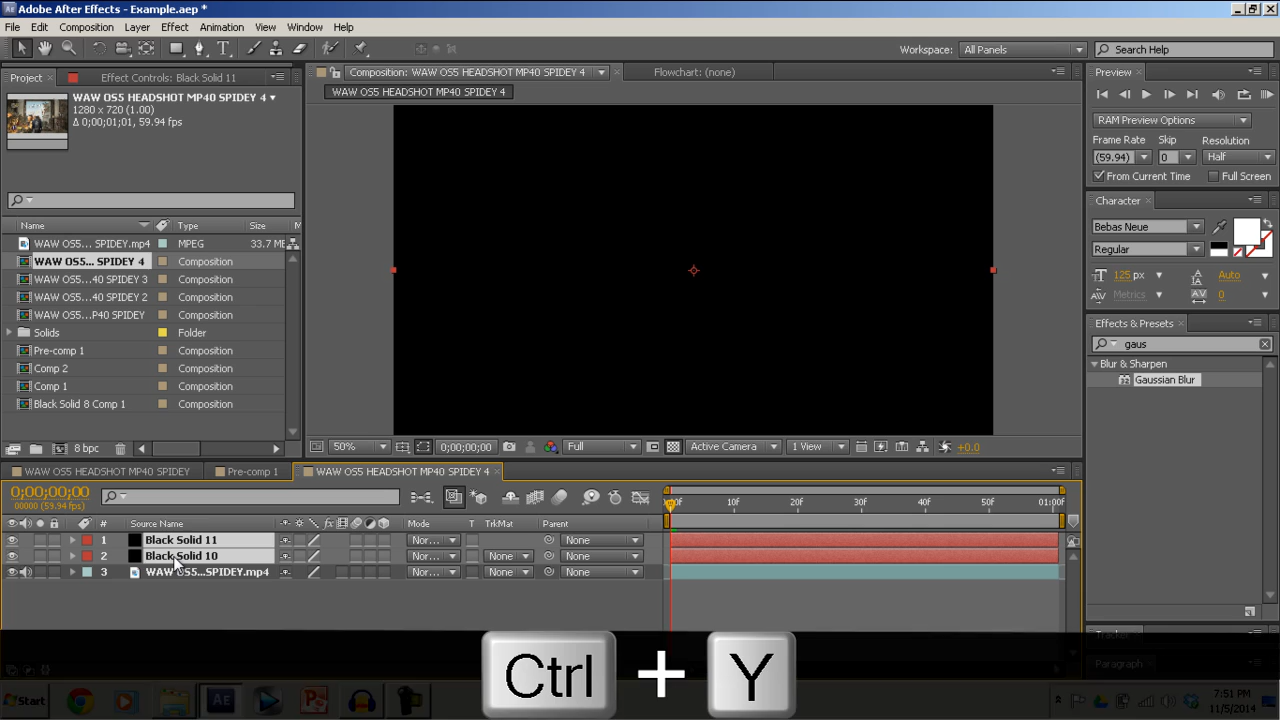 Adobe After Effects - Example.aep *
File Edit Composition Layer Effect Animation View Window Help
Workspace: All Panels Search Help
Project Effect Controls: Black Solid 11
WAW OS5 HEADSHOT MP40 SPIDEY 4
1280 x 720 (1.00)
Δ 0;00;01;01, 59.94 fps
Name Type Size
WAW OS5... SPIDEY.mp4 MPEG 33.7 ME
WAW OS5... SPIDEY 4 Composition
WAW OS5...40 SPIDEY 3 Composition
WAW OS5...40 SPIDEY 2 Composition
WAW OS5...P40 SPIDEY Composition
Solids Folder
Pre-comp 1 Composition
Comp 2 Composition
Comp 1 Composition
Black Solid 8 Comp 1 Composition
8 bpc
Composition: WAW OS5 HEADSHOT MP40 SPIDEY 4 Flowchart: (none)
WAW OS5 HEADSHOT MP40 SPIDEY 4
50% 0;00;00;00 Full Active Camera 1 View +0.0
Preview
RAM Preview Options
Frame Rate Skip Resolution
(59.94) 0 Half
From Current Time Full Screen
Character
Bebas Neue
Regular
125 px Auto
Metrics 0
Effects & Presets
gaus
Blur & Sharpen
Gaussian Blur
Tracker
Paragraph
WAW OS5 HEADSHOT MP40 SPIDEY Pre-comp 1 WAW OS5 HEADSHOT MP40 SPIDEY 4
0;00;00;00
00000 (59.94 fps)
# Source Name Mode T TrkMat Parent
10F 20F 30F 40F 50F 01:00F
1 Black Solid 11 Nor... None
2 Black Solid 10 Nor... None None
3 WAW OS5...SPIDEY.mp4 Nor... None None
Ctrl + Y
Start
7:51 PM
11/5/2014